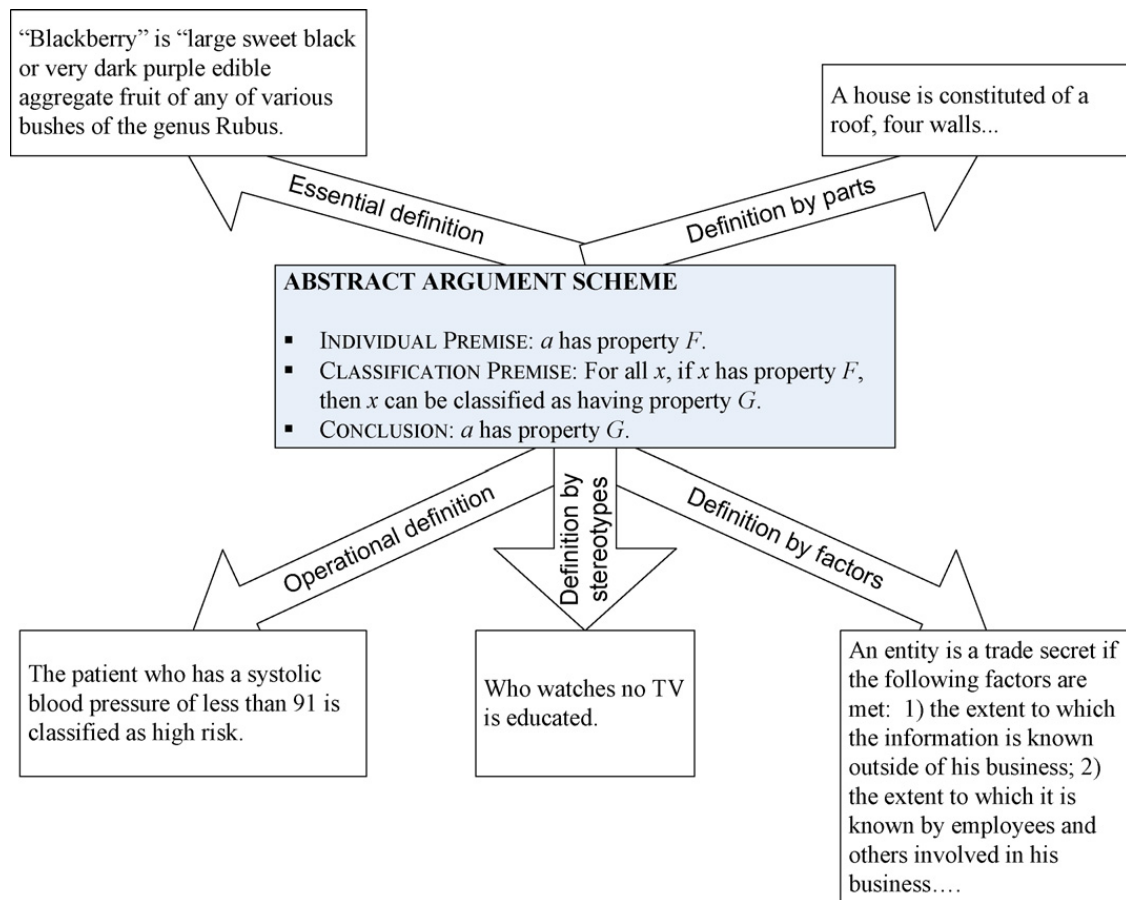 “Blackberry” is “large sweet black
or very dark purple edible
aggregate fruit of any of various
bushes of the genus Rubus.
A house is constituted of a
roof, four walls...
Essential definition
Definition by parts
ABSTRACT ARGUMENT SCHEME
▪ INDIVIDUAL PREMISE: a has property F.
▪ CLASSIFICATION PREMISE: For all x, if x has property F,
then x can be classified as having property G.
▪ CONCLUSION: a has property G.
Operational definition
Definition by
stereotypes
Definition by factors
The patient who has a systolic
blood pressure of less than 91 is
classified as high risk.
Who watches no TV
is educated.
An entity is a trade secret if
the following factors are
met: 1) the extent to which
the information is known
outside of his business; 2)
the extent to which it is
known by employees and
others involved in his
business….